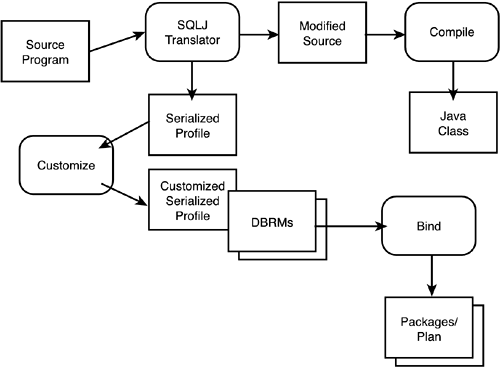 Source
Program
SQLJ
Translator
Modified
Source
Compile
Serialized
Profile
Java
Class
Customize
Customized
Serialized
Profile
DBRMs
Bind
Packages/
Plan